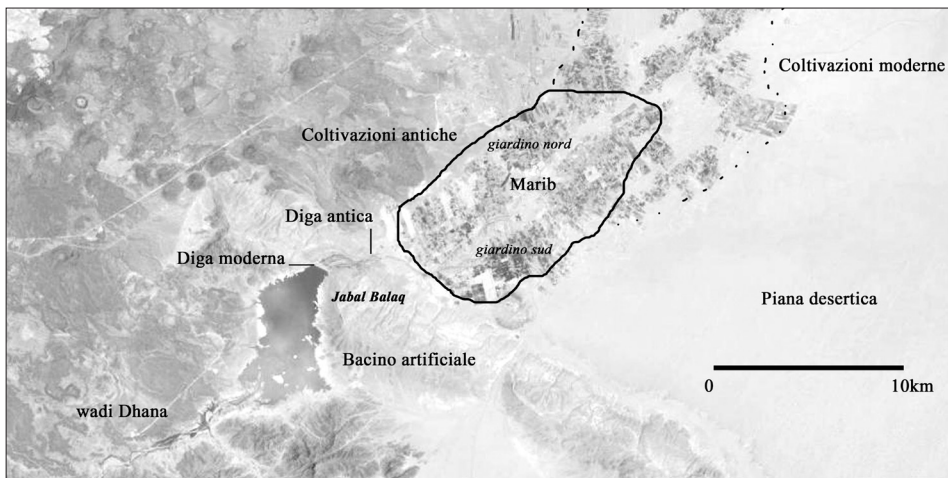 Coltivazioni moderne
Coltivazioni antiche
giardino nord
Marib
Diga antica
giardino sud
Diga moderna
Jabal Balaq
Piana desertica
Bacino artificiale
0 10km
wadi Dhana